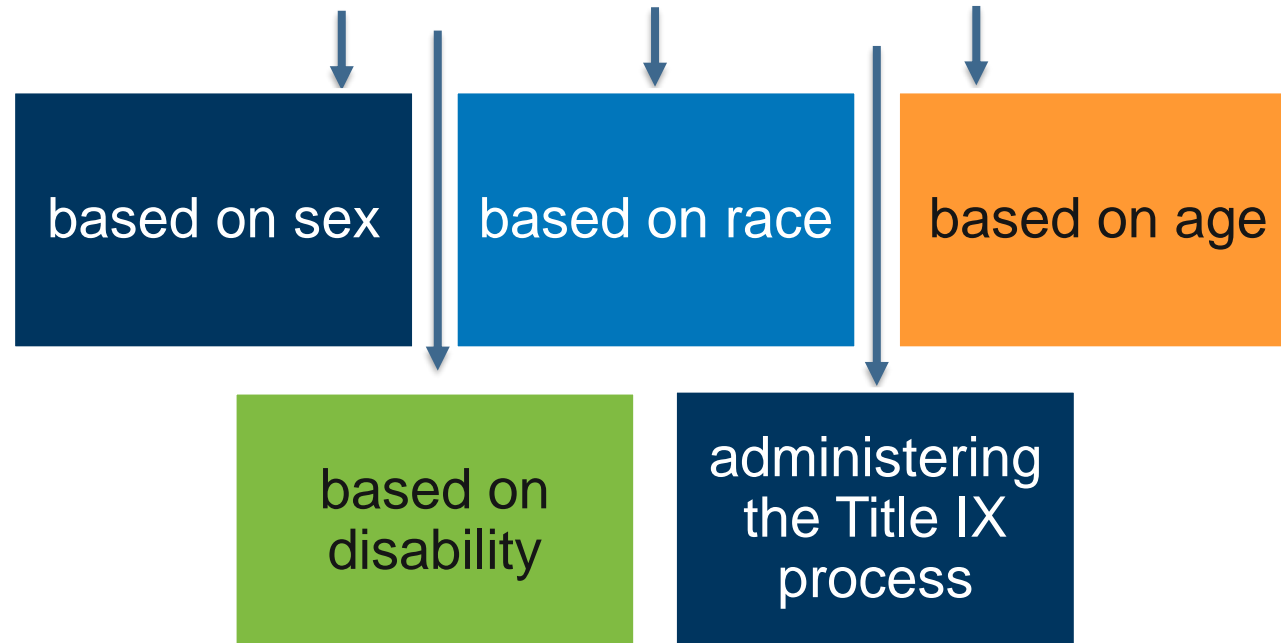 based on sex
based on race
based on age
based on
disability
administering
the Title IX
process